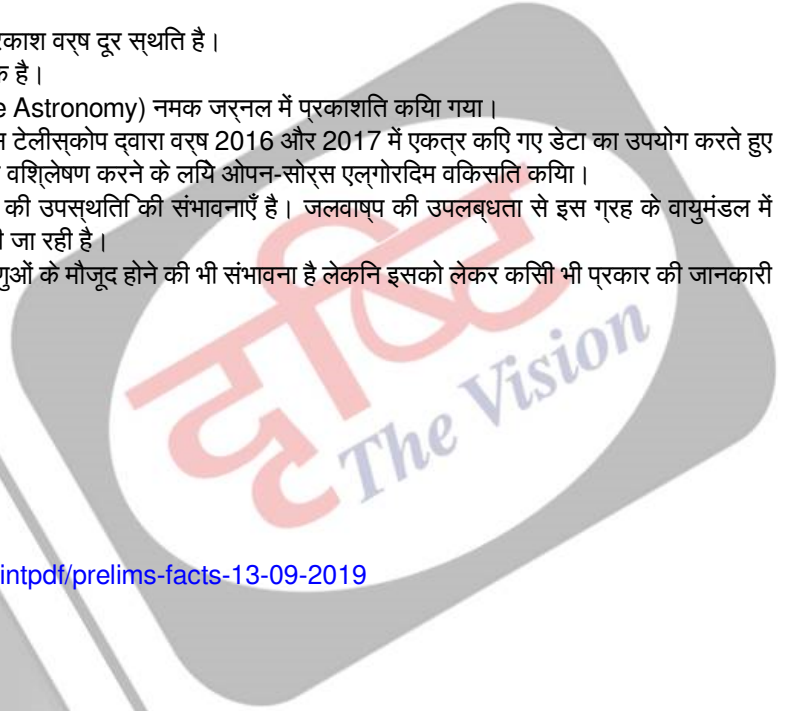 रकाश वर्ष दूर स्थित है।
क है।
e Astronomy) नमक जर्नल में प्रकाशित किया गया।
स टेलीस्कोप द्वारा वर्ष 2016 और 2017 में एकत्र किए गए डेटा का उपयोग करते हुए
विश्लेषण करने के लिये ओपन-सोर्स एल्गोरदिम विकसित किया।
की उपस्थिति की संभावनाएँ है। जलवाष्प की उपलब्धता से इस ग्रह के वायुमंडल में
ी जा रही है।
णुओं के मौजूद होने की भी संभावना है लेकिन इसको लेकर किसी भी प्रकार की जानकारी
दृष्टि
The Vision
intpdf/prelims-facts-13-09-2019